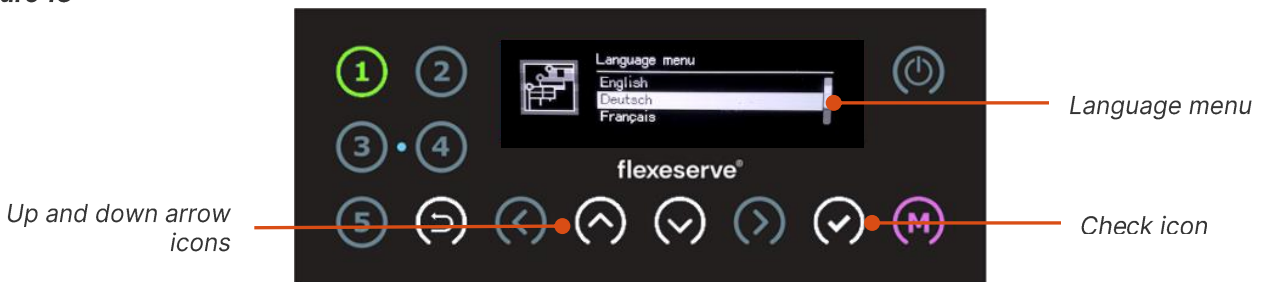 1 2
Language menu
English
Deutsch
Français
Language menu
3 4
flexeserve®
Up and down arrow
icons
5
M
Check icon